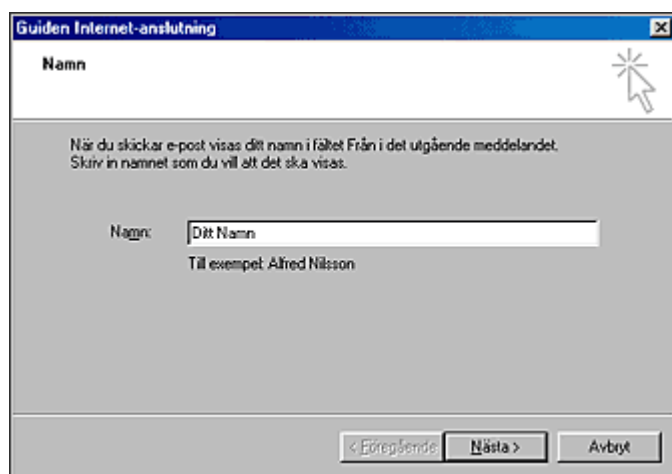 Guiden Internet-anslutning
Namn
När du skickar e-post visas ditt namn i fältet Från i det utgående meddelandet.
Skriv in namnet som du vill att det ska visas.
Namn: Ditt Namn
Till exempel: Alfred Nilsson
< Föregående Nästa > Avbryt